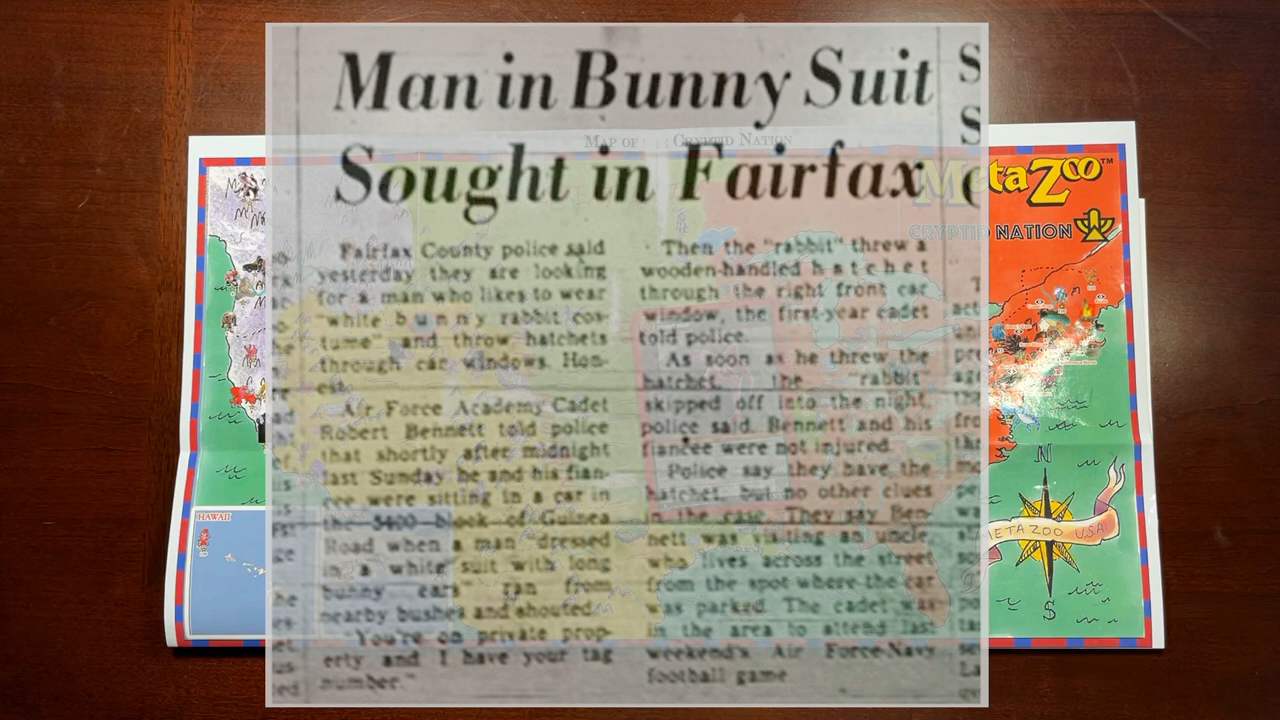 Man in Bunny Suit
Sought in Fairfax
Fairfax County police said
yesterday they are looking
for a man who likes to wear
"white bunny rabbit cos-
tume" and throw hatchets
through car windows. Hon-
est.
Air Force Academy Cadet
Robert Bennett told police
that shortly after midnight
last Sunday he and his fian-
were sitting in a car in
the 5400 block of Guinea
Road when a man "dressed
in a white suit with long
bunny ears" ran from
nearby bushes and shouted
"You're on private prop-
erty and I have your tag
number."
Then the "rabbit" threw a
wooden-handled hatchet
through the right front car
window, the first-year cadet
told police.
As soon as he threw the
hatchet, the "rabbit"
skipped off into the night,
police said. Bennett and his
fiancee were not injured.
Police say they have the
hatchet, but no other clues
in the case. They say Ben-
nett was visiting an uncle,
who lives across the street
from the spot where the car
was parked. The cadet was
in the area to attend last
weekend's Air Force-Navy
football game.
MAP OF CRYPTID NATION
MetaZoo™
CRYPTID NATION
HAWAII
N
METAZOO USA
S